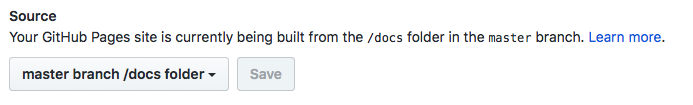 Source
Your GitHub Pages site is currently being built from the /docs folder in the master branch. Learn more.
master branch /docs folder Save